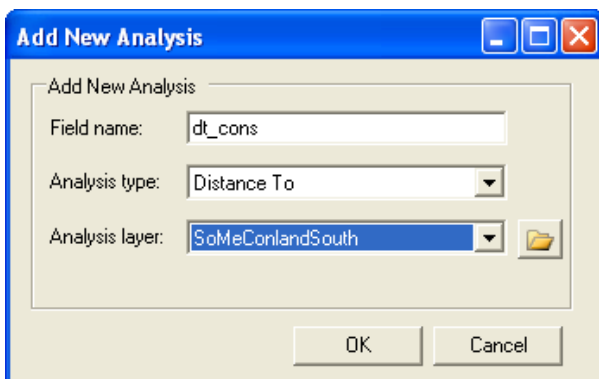 Add New Analysis
Add New Analysis
Field name: dt_cons
Analysis type: Distance To
Analysis layer: SoMeConlandSouth
OK Cancel